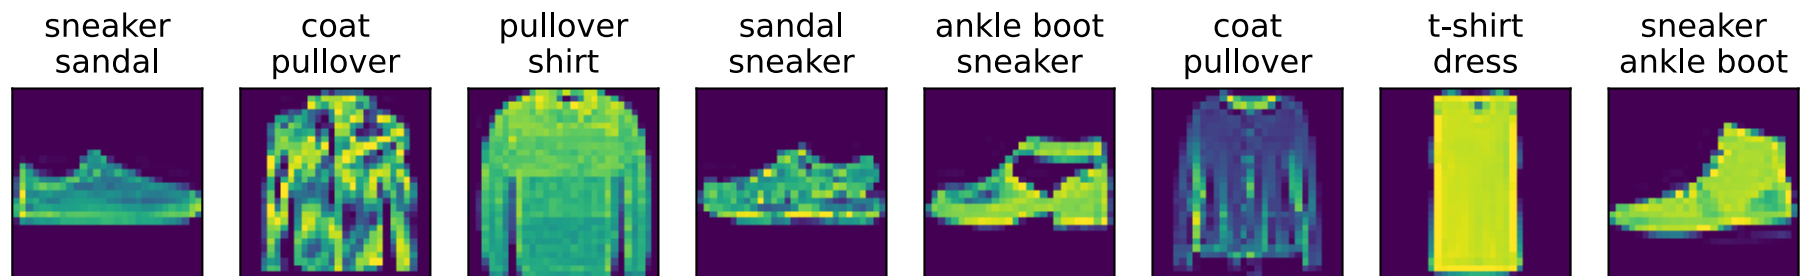 sneaker
sandal
coat
pullover
pullover
shirt
sandal
sneaker
ankle boot
sneaker
coat
pullover
t-shirt
dress
sneaker
ankle boot